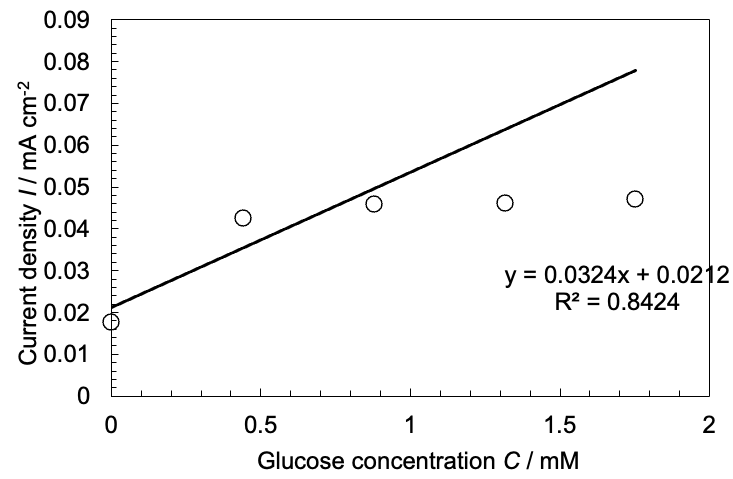 0.09
0.08
0.07
0.06
0.05
0.04
0.03
0.02
0.01
0
Current density I / mA cm-2
y = 0.0324x + 0.0212
R² = 0.8424
0 0.5 1 1.5 2
Glucose concentration C / mM